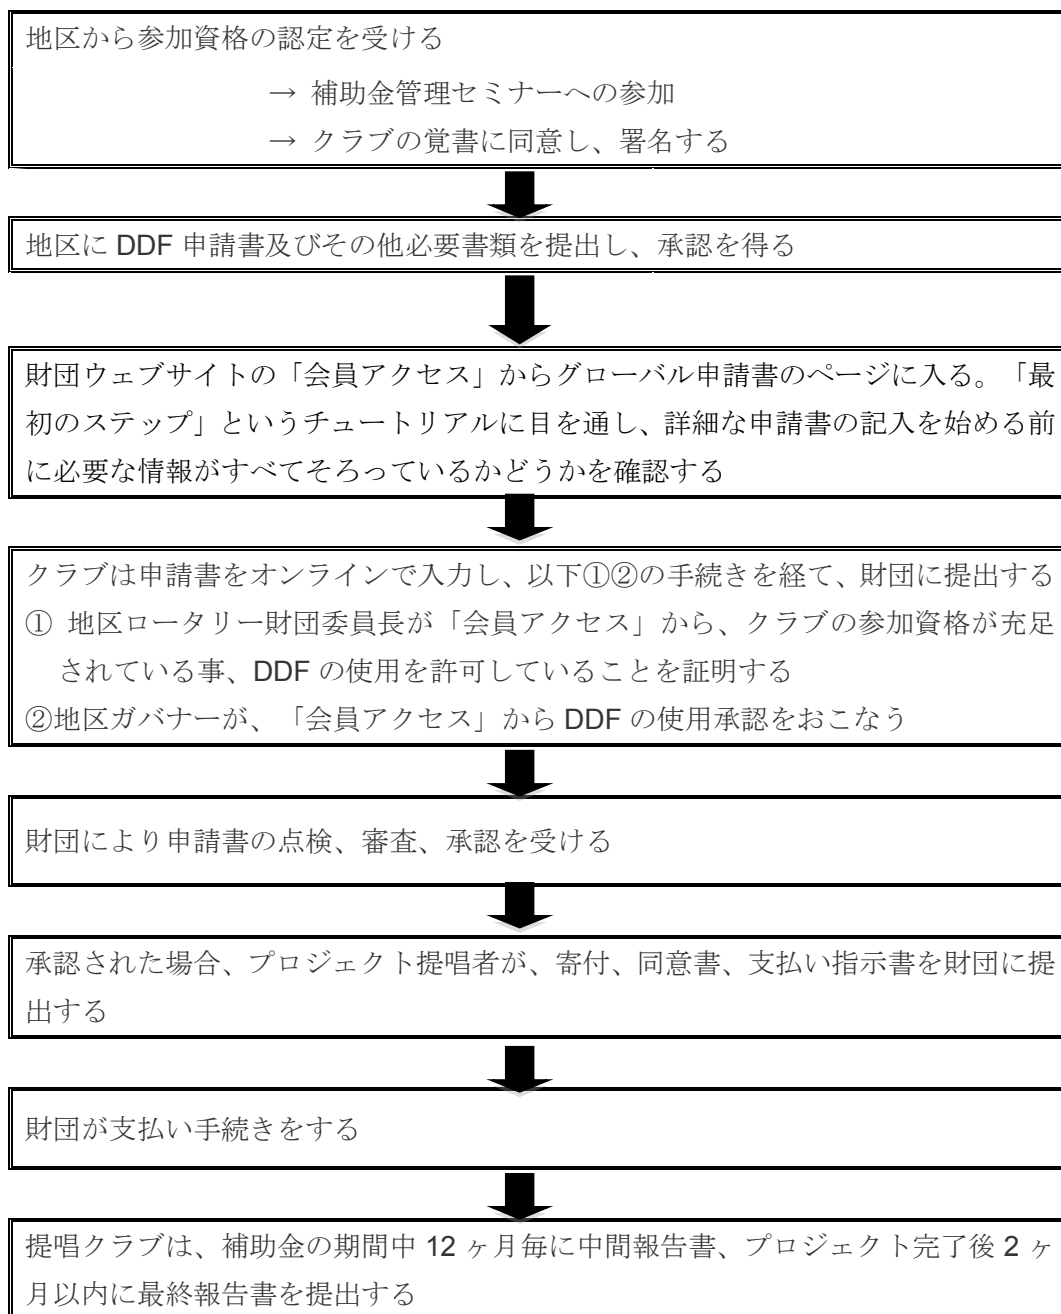 地区から参加資格の認定を受ける
→ 補助金管理セミナーへの参加
→ クラブの覚書に同意し、署名する
地区に DDF 申請書及びその他必要書類を提出し、承認を得る
財団ウェブサイトの「会員アクセス」からグローバル申請書のページに入る。「最
初のステップ」というチュートリアルに目を通し、詳細な申請書の記入を始める前
に必要な情報がすべてそろっているかどうかを確認する
クラブは申請書をオンラインで入力し、以下①②の手続きを経て、財団に提出する
① 地区ロータリー財団委員長が「会員アクセス」から、クラブの参加資格が充足
されている事、DDF の使用を許可していることを証明する
②地区ガバナーが、「会員アクセス」から DDF の使用承認をおこなう
財団により申請書の点検、審査、承認を受ける
承認された場合、プロジェクト提唱者が、寄付、同意書、支払い指示書を財団に提
出する
財団が支払い手続きをする
提唱クラブは、補助金の期間中 12 ヶ月毎に中間報告書、プロジェクト完了後 2 ヶ
月以内に最終報告書を提出する